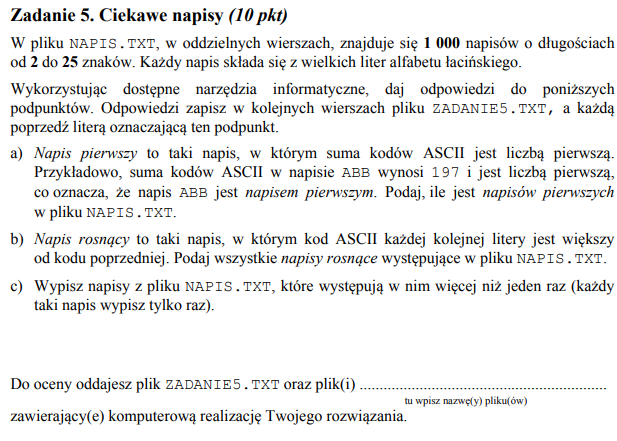 Zadanie 5. Ciekawe napisy (10 pkt)
W pliku NAPIS.TXT, w oddzielnych wierszach, znajduje się 1 000 napisów o długościach
od 2 do 25 znaków. Każdy napis składa się z wielkich liter alfabetu łacińskiego.
Wykorzystując dostępne narzędzia informatyczne, daj odpowiedzi do poniższych
podpunktów. Odpowiedzi zapisz w kolejnych wierszach pliku ZADANIE5.TXT, a każdą
poprzedź literą oznaczającą ten podpunkt.
a) Napis pierwszy to taki napis, w którym suma kodów ASCII jest liczbą pierwszą.
Przykładowo, suma kodów ASCII w napisie ABB wynosi 197 i jest liczbą pierwszą,
co oznacza, że napis ABB jest napisem pierwszym. Podaj, ile jest napisów pierwszych
w pliku NAPIS.TXT.
b) Napis rosnący to taki napis, w którym kod ASCII każdej kolejnej litery jest większy
od kodu poprzedniej. Podaj wszystkie napisy rosnące występujące w pliku NAPIS.TXT.
c) Wypisz napisy z pliku NAPIS.TXT, które występują w nim więcej niż jeden raz (każdy
taki napis wypisz tylko raz).
Do oceny oddajesz plik ZADANIE5.TXT oraz plik(i) ..............................................................
tu wpisz nazwę(y) pliku(ów)
zawierający(e) komputerową realizację Twojego rozwiązania.